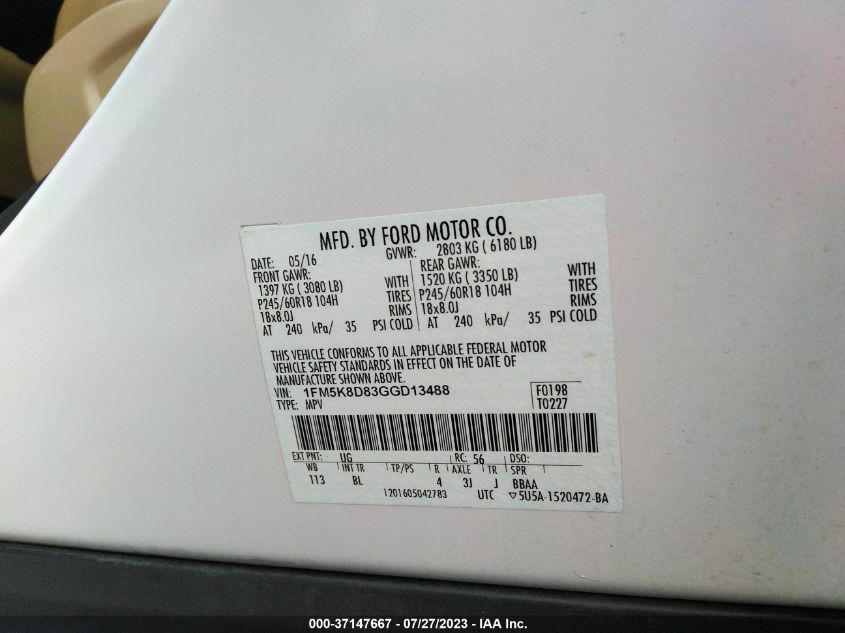 MFD. BY FORD MOTOR CO.
DATE: 05/16 GVWR: 2803 KG ( 6180 LB)
FRONT GAWR: REAR GAWR:
1397 KG ( 3080 LB) WITH 1520 KG ( 3350 LB) WITH
P245/60R18 104H TIRES P245/60R18 104H TIRES
18x8.0J RIMS 18x8.0J RIMS
AT 240 kPa/ 35 PSI COLD AT 240 kPa/ 35 PSI COLD
THIS VEHICLE CONFORMS TO ALL APPLICABLE FEDERAL MOTOR
VEHICLE SAFETY STANDARDS IN EFFECT ON THE DATE OF
MANUFACTURE SHOWN ABOVE.
VIN: 1FM5K8D83GGD13488 F0198
TYPE: MPV T0227
EXT PNT: UG RC: 56 DSO:
WB INT TR TP/PS R AXLE TR SPR
113 BL 4 3J J BBAA
1201605042783 UTC ▽5U5A-1520472-BA
000-37147667 / 07/27/2023 - IAA Inc.